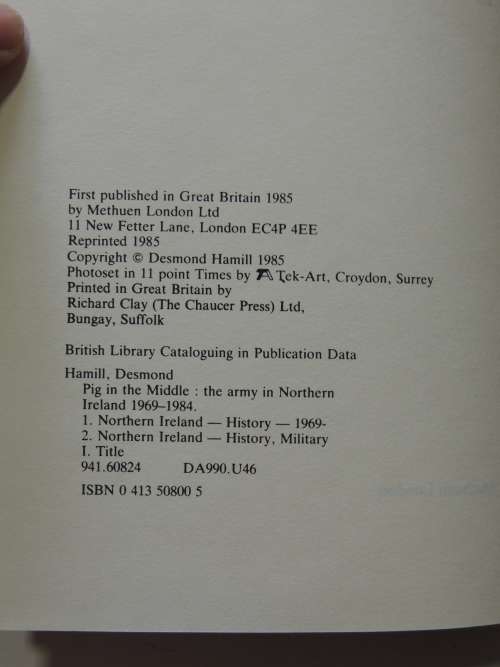 First published in Great Britain 1985
by Methuen London Ltd
11 New Fetter Lane, London EC4P 4EE
Reprinted 1985
Copyright © Desmond Hamill 1985
Photoset in 11 point Times by Tek-Art, Croydon, Surrey
Printed in Great Britain by
Richard Clay (The Chaucer Press) Ltd,
Bungay, Suffolk
British Library Cataloguing in Publication Data
Hamill, Desmond
Pig in the Middle : the army in Northern
Ireland 1969–1984.
1. Northern Ireland — History — 1969-
2. Northern Ireland — History, Military
I. Title
941.60824 DA990.U46
ISBN 0 413 50800 5